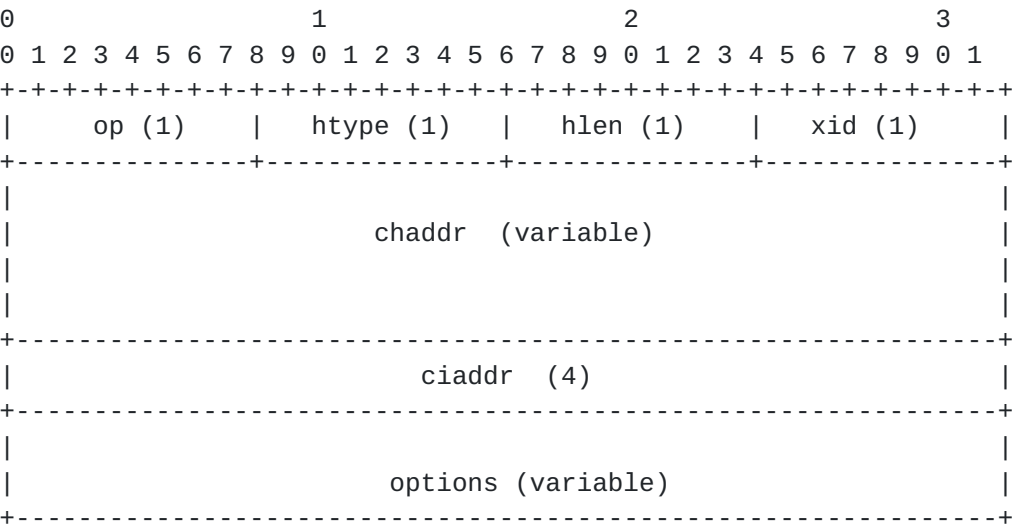 0                   1                   2                   3
0 1 2 3 4 5 6 7 8 9 0 1 2 3 4 5 6 7 8 9 0 1 2 3 4 5 6 7 8 9 0 1
+-+-+-+-+-+-+-+-+-+-+-+-+-+-+-+-+-+-+-+-+-+-+-+-+-+-+-+-+-+-+-+-+
|     op (1)    |   htype (1)   |   hlen (1)    |   xid (1)     |
+---------------+---------------+---------------+---------------+
|                                                               |
|                       chaddr  (variable)                      |
|                                                               |
|                                                               |
+---------------------------------------------------------------+
|                          ciaddr  (4)                          |
+---------------------------------------------------------------+
|                                                               |
|                        options (variable)                     |
+---------------------------------------------------------------+